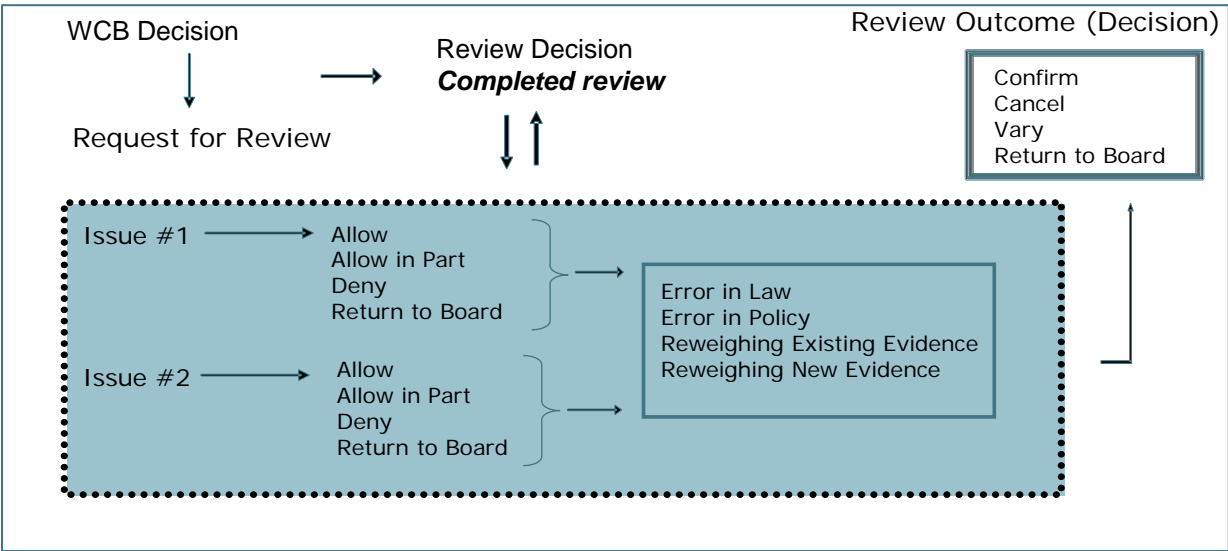 WCB Decision
Request for Review
Review Decision
Completed review
Review Outcome (Decision)
Confirm
Cancel
Vary
Return to Board
Issue #1
Allow
Allow in Part
Deny
Return to Board
Issue #2
Allow
Allow in Part
Deny
Return to Board
Error in Law
Error in Policy
Reweighing Existing Evidence
Reweighing New Evidence